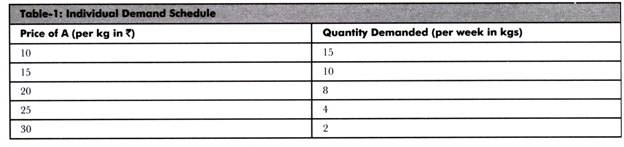 Table-1: Individual Demand Schedule
Price of A (per kg in ₹) Quantity Demanded (per week in kgs)
10 15
15 10
20 8
25 4
30 2